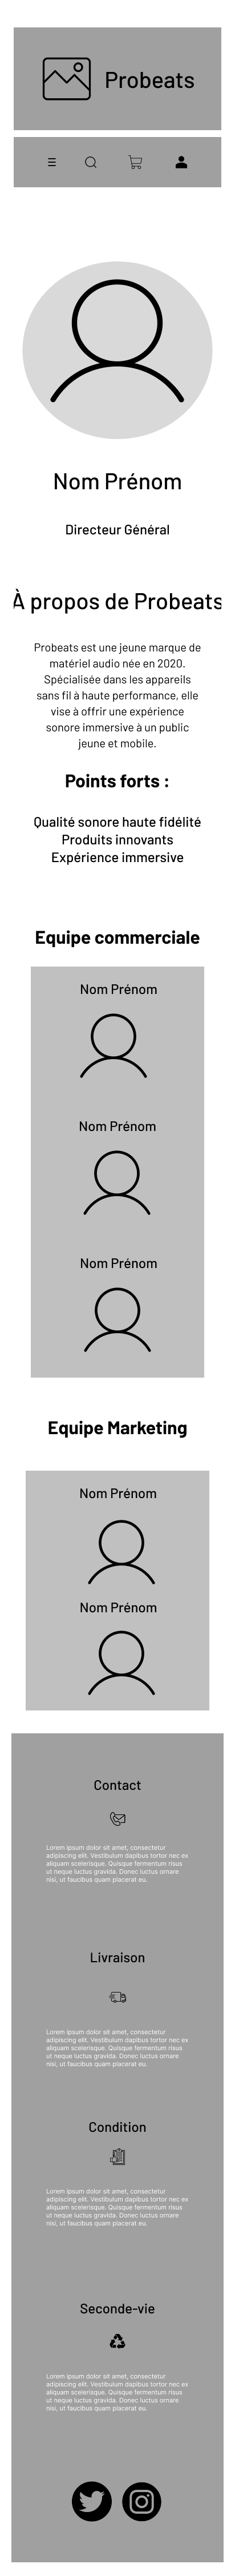 Probeats
Nom Prénom
Directeur Général
À propos de Probeats
Probeats est une jeune marque de
matériel audio née en 2020.
Spécialisée dans les appareils
sans fil à haute performance, elle
vise à offrir une expérience
sonore immersive à un public
jeune et mobile.
Points forts :
Qualité sonore haute fidélité
Produits innovants
Expérience immersive
Equipe commerciale
Nom Prénom
Nom Prénom
Nom Prénom
Equipe Marketing
Nom Prénom
Nom Prénom
Contact
Lorem ipsum dolor sit amet, consectetur
adipiscing elit. Vestibulum dapibus tortor nec ex
aliquam scelerisque. Quisque fermentum risus
ut neque luctus gravida. Donec luctus ornare
nisi, ut faucibus quam placerat eu.
Livraison
Lorem ipsum dolor sit amet, consectetur
adipiscing elit. Vestibulum dapibus tortor nec ex
aliquam scelerisque. Quisque fermentum risus
ut neque luctus gravida. Donec luctus ornare
nisi, ut faucibus quam placerat eu.
Condition
Lorem ipsum dolor sit amet, consectetur
adipiscing elit. Vestibulum dapibus tortor nec ex
aliquam scelerisque. Quisque fermentum risus
ut neque luctus gravida. Donec luctus ornare
nisi, ut faucibus quam placerat eu.
Seconde-vie
Lorem ipsum dolor sit amet, consectetur
adipiscing elit. Vestibulum dapibus tortor nec ex
aliquam scelerisque. Quisque fermentum risus
ut neque luctus gravida. Donec luctus ornare
nisi, ut faucibus quam placerat eu.